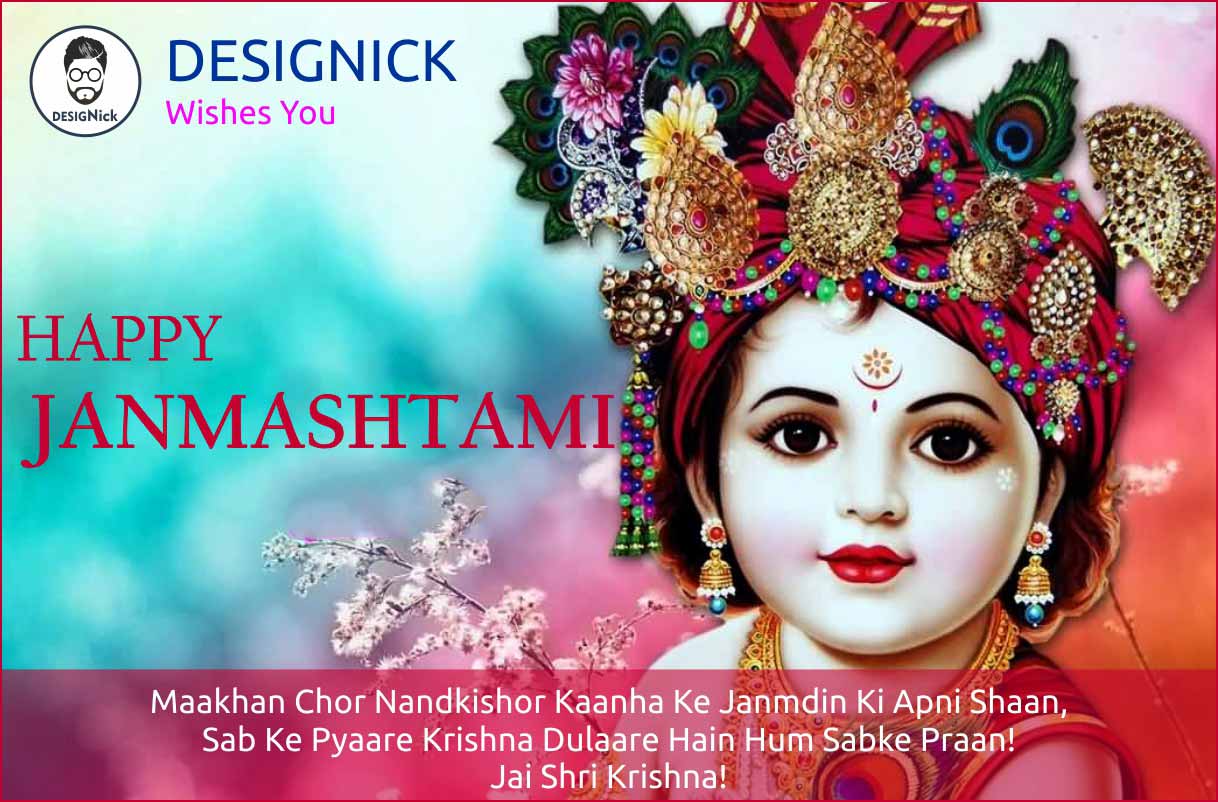 DESIGNick
DESIGNICK
Wishes You
HAPPY
JANMASHTAMI
Maakhan Chor Nandkishor Kaanha Ke Janmdin Ki Apni Shaan,
Sab Ke Pyaare Krishna Dulaare Hain Hum Sabke Praan!
Jai Shri Krishna!